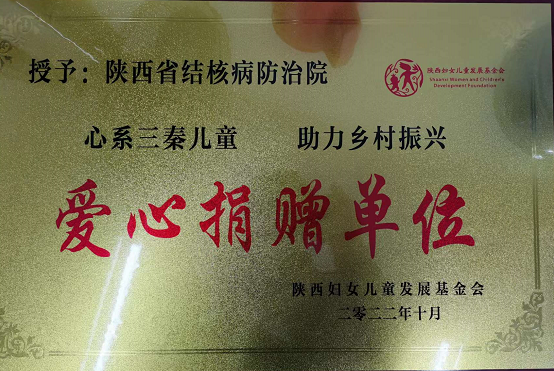 授予：陕西省结核病防治院
陕西妇女儿童发展基金会
Shaanxi Women and Children's
Development Foundation
心系三秦儿童 助力乡村振兴
爱心捐赠单位
陕西妇女儿童发展基金会
二零二二年十月